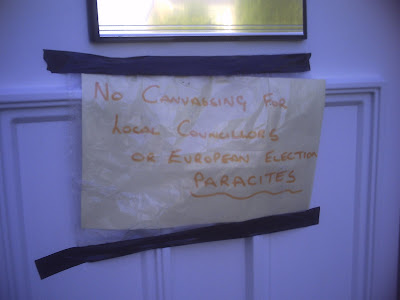 No Canvassing For
Local Councillors
or European Election
Paracites